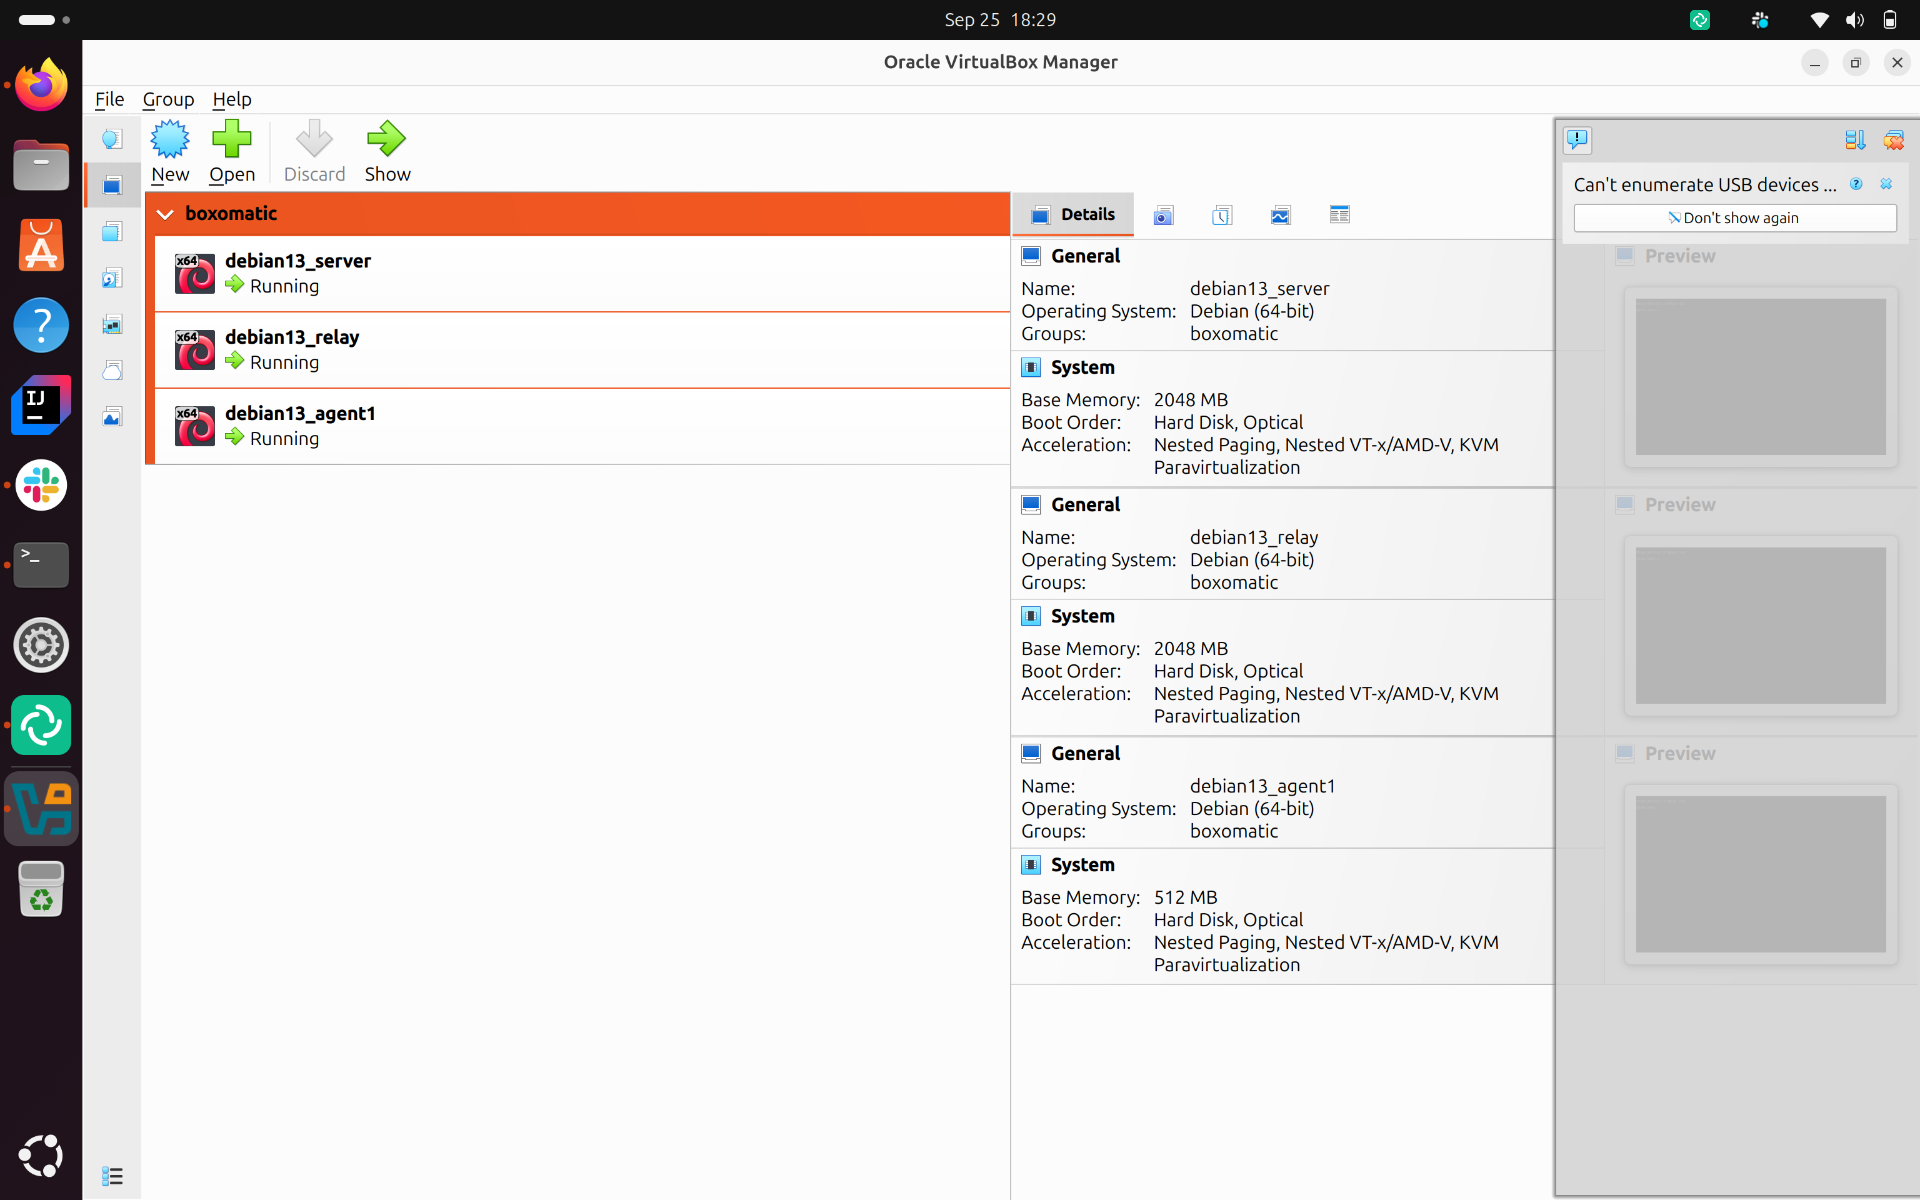 Sep 25 18:29
Oracle VirtualBox Manager
File Group Help
New Open Discard Show
boxomatic
x64
debian13_server
Running
x64
debian13_relay
Running
x64
debian13_agent1
Running
Details
General
Name: debian13_server
Operating System: Debian (64-bit)
Groups: boxomatic
System
Base Memory: 2048 MB
Boot Order: Hard Disk, Optical
Acceleration: Nested Paging, Nested VT-x/AMD-V, KVM
Paravirtualization
General
Name: debian13_relay
Operating System: Debian (64-bit)
Groups: boxomatic
System
Base Memory: 2048 MB
Boot Order: Hard Disk, Optical
Acceleration: Nested Paging, Nested VT-x/AMD-V, KVM
Paravirtualization
General
Name: debian13_agent1
Operating System: Debian (64-bit)
Groups: boxomatic
System
Base Memory: 512 MB
Boot Order: Hard Disk, Optical
Acceleration: Nested Paging, Nested VT-x/AMD-V, KVM
Paravirtualization
Can't enumerate USB devices ...
Don't show again
Preview
Preview
Preview
IJ
>_